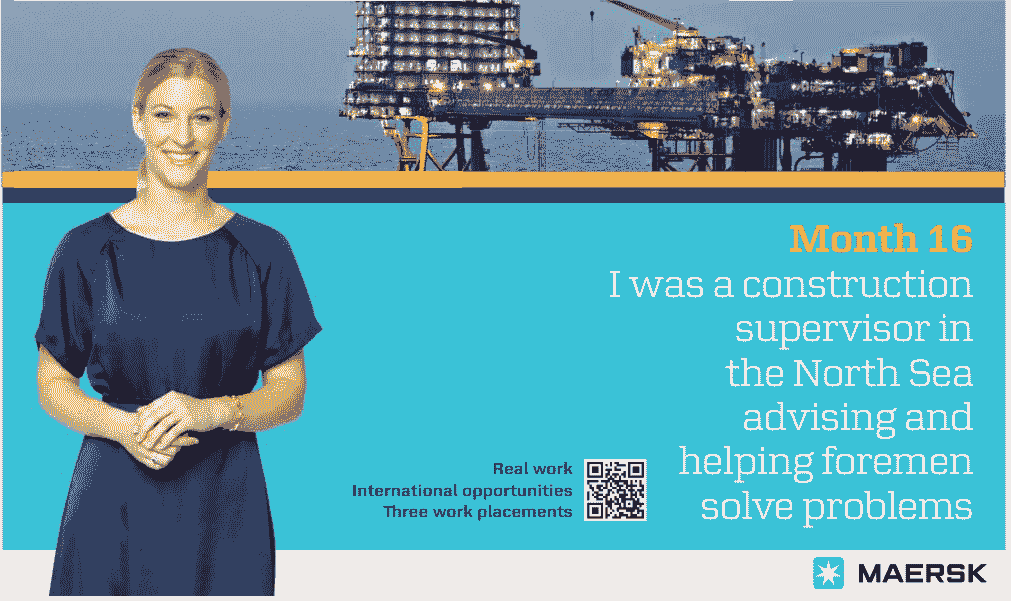 Month 16
I was a construction
supervisor in
the North Sea
advising and
helping foremen
solve problems
Real work
International opportunities
Three work placements
MAERSK